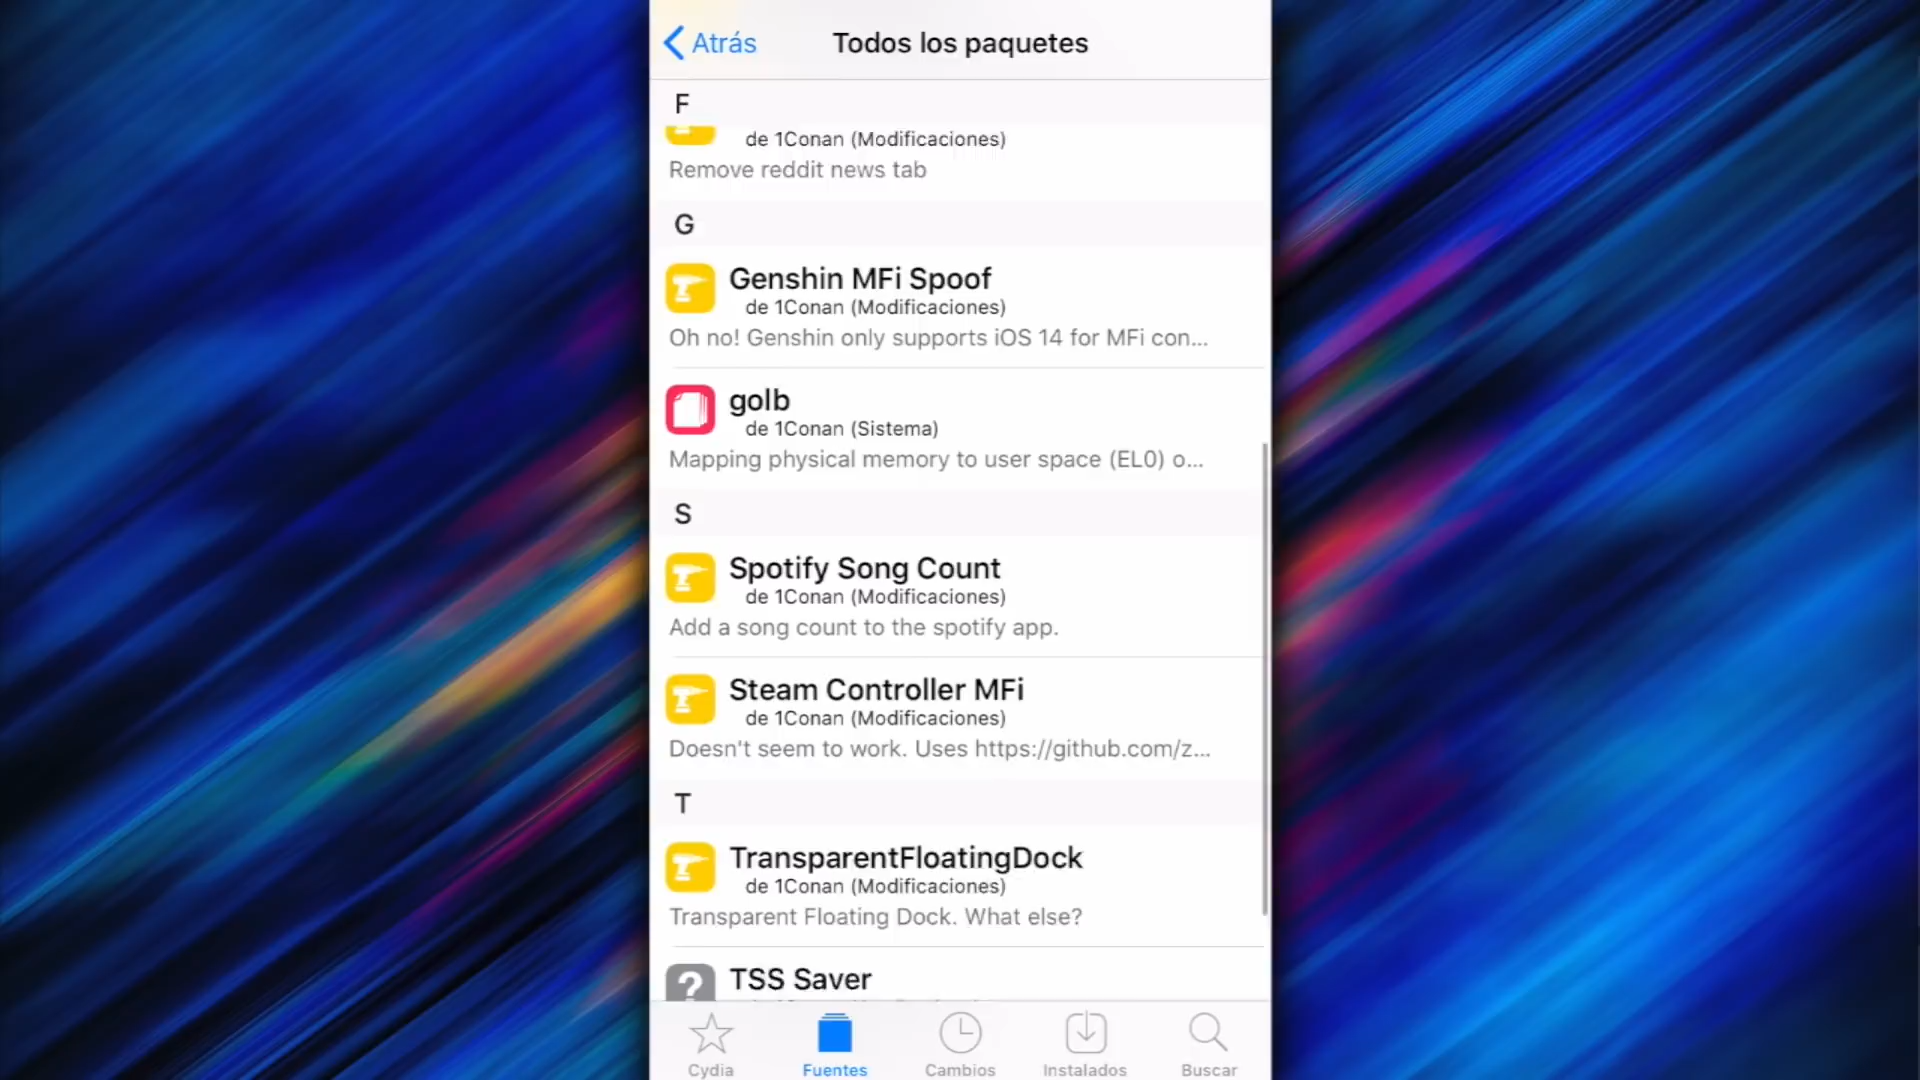 Atrás
Todos los paquetes
F
de 1Conan (Modificaciones)
Remove reddit news tab
G
Genshin MFi Spoof
de 1Conan (Modificaciones)
Oh no! Genshin only supports iOS 14 for MFi con...
golb
de 1Conan (Sistema)
Mapping physical memory to user space (EL0) o...
S
Spotify Song Count
de 1Conan (Modificaciones)
Add a song count to the spotify app.
Steam Controller MFi
de 1Conan (Modificaciones)
Doesn't seem to work. Uses https://github.com/z...
T
TransparentFloatingDock
de 1Conan (Modificaciones)
Transparent Floating Dock. What else?
TSS Saver
Cydia
Fuentes
Cambios
Instalados
Buscar